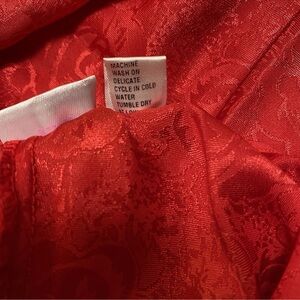 MACHINE
WASH ON
DELICATE
CYCLE IN COLD
WATER
TUMBLE DRY